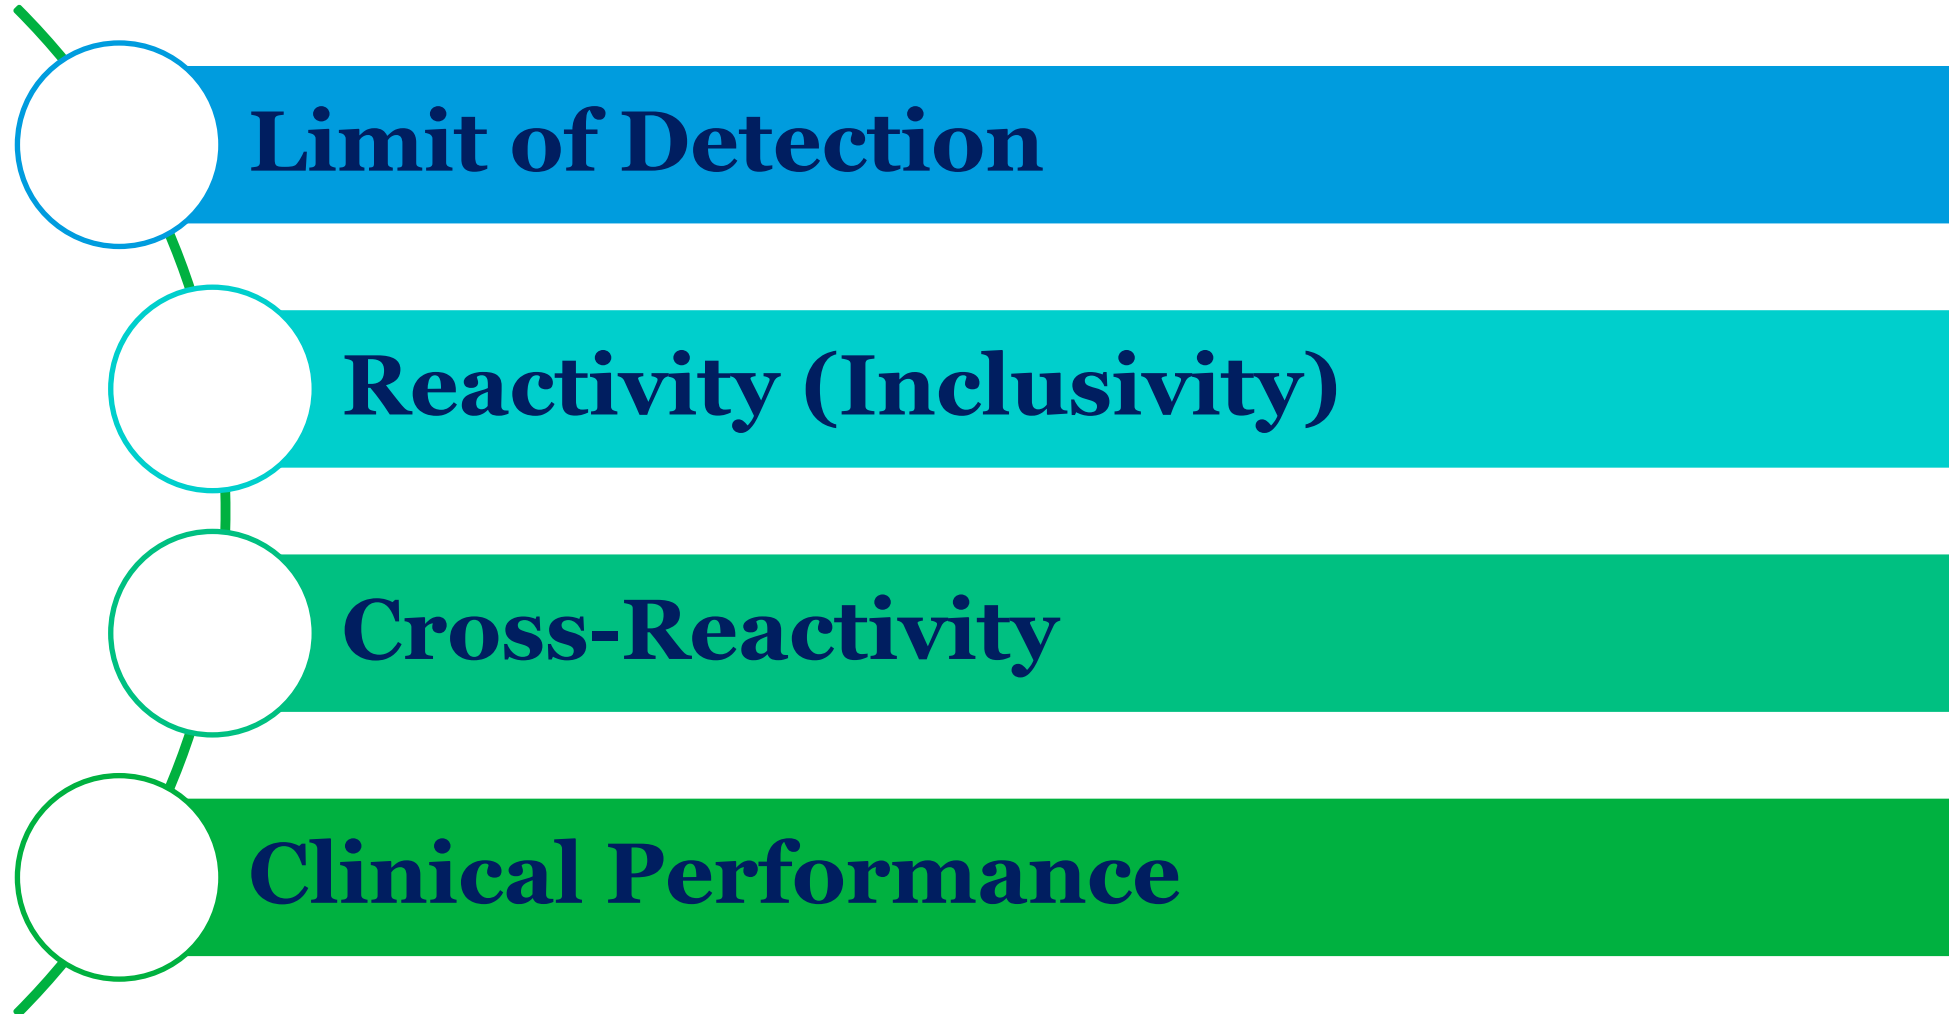 Limit of Detection
Reactivity (Inclusivity)
Cross-Reactivity
Clinical Performance